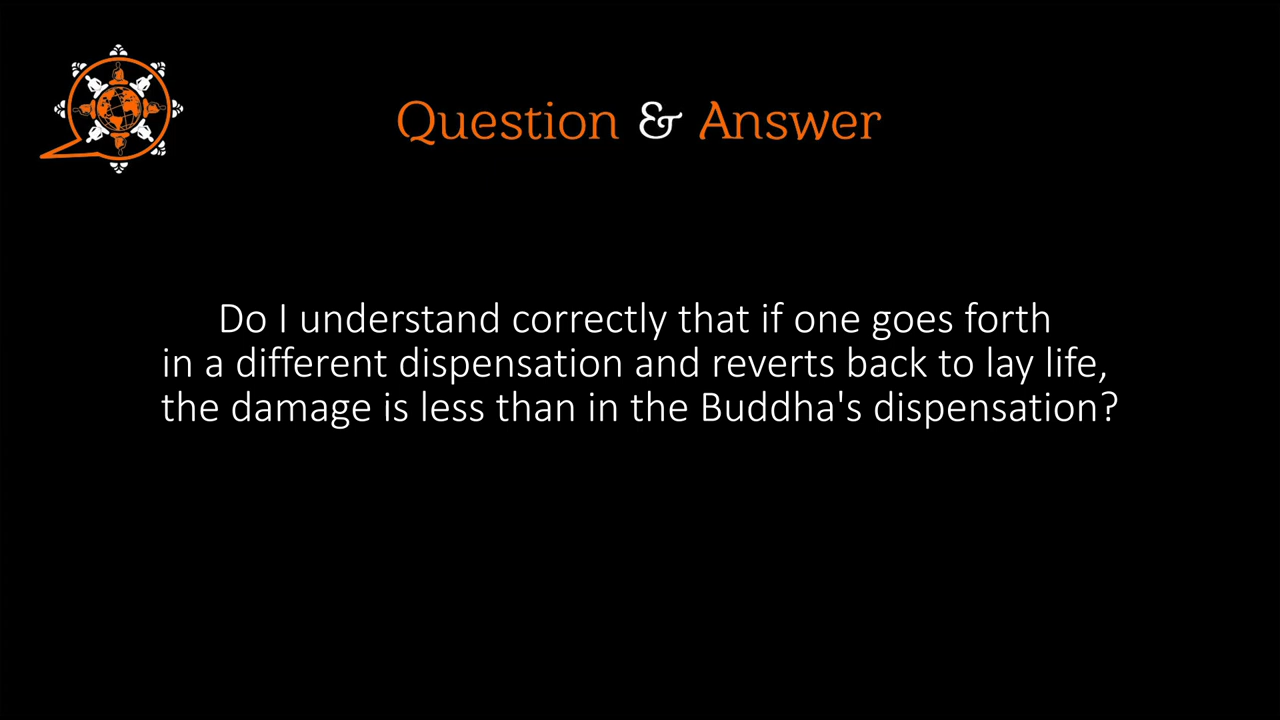 Question & Answer
Do I understand correctly that if one goes forth
in a different dispensation and reverts back to lay life,
the damage is less than in the Buddha's dispensation?